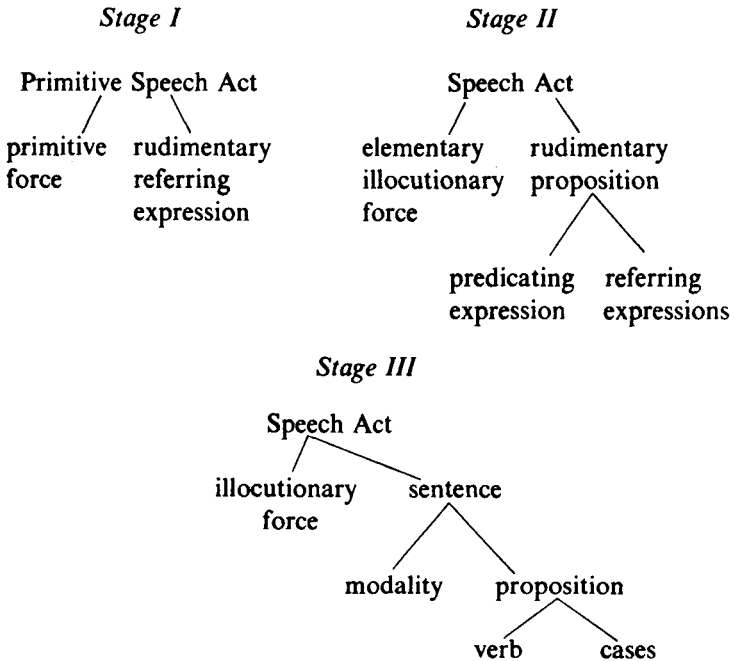 Stage I
Primitive Speech Act
primitive force
rudimentary referring expression
Stage II
Speech Act
elementary illocutionary force
rudimentary proposition
predicating expression
referring expressions
Stage III
Speech Act
illocutionary force
sentence
modality
proposition
verb
cases